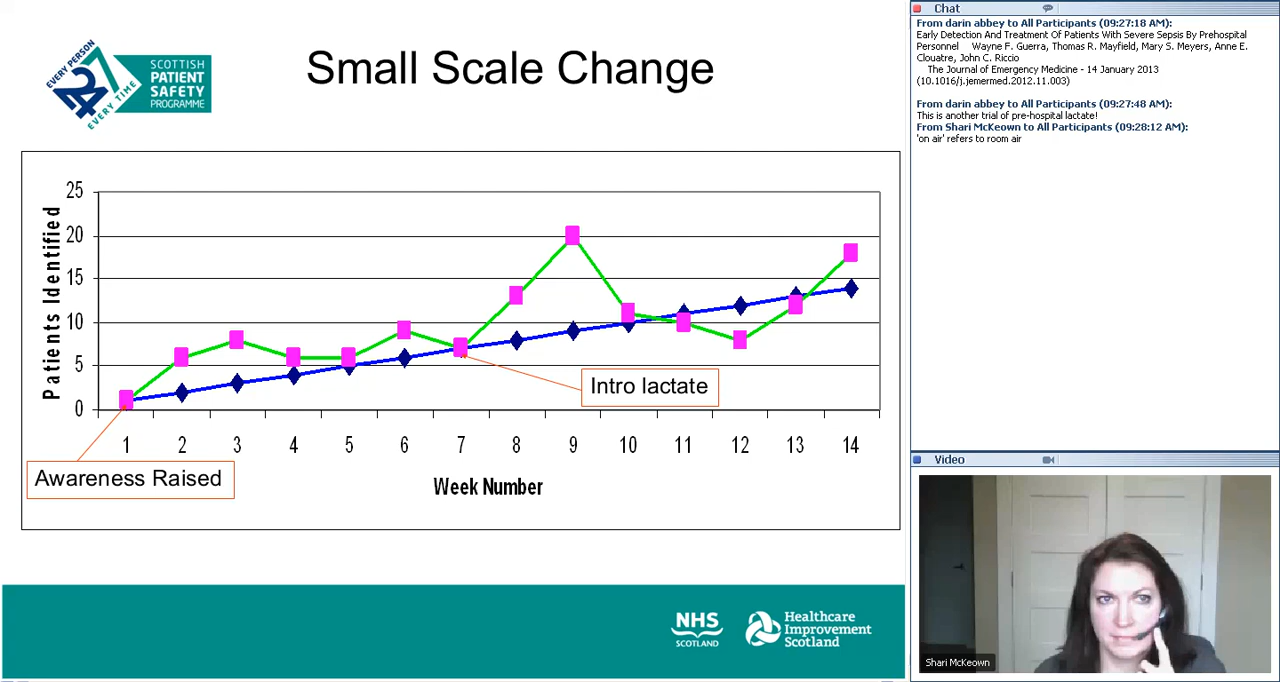 EVERY PERSON
24
7
EVERY TIME
SCOTTISH
PATIENT
SAFETY
PROGRAMME
Small Scale Change
Patients Identified
25
20
15
10
5
0
1 2 3 4 5 6 7 8 9 10 11 12 13 14
Week Number
Intro lactate
Awareness Raised
NHS
SCOTLAND
Healthcare
Improvement
Scotland
Chat
From darin abbey to All Participants (09:27:18 AM):
Early Detection And Treatment Of Patients With Severe Sepsis By Prehospital
Personnel Wayne F. Guerra, Thomas R. Mayfield, Mary S. Meyers, Anne E.
Clouatre, John C. Riccio
The Journal of Emergency Medicine - 14 January 2013
(10.1016/j.jemermed.2012.11.003)
From darin abbey to All Participants (09:27:48 AM):
This is another trial of pre-hospital lactate!
From Shari McKeown to All Participants (09:28:12 AM):
'on air' refers to room air
Video
Shari McKeown